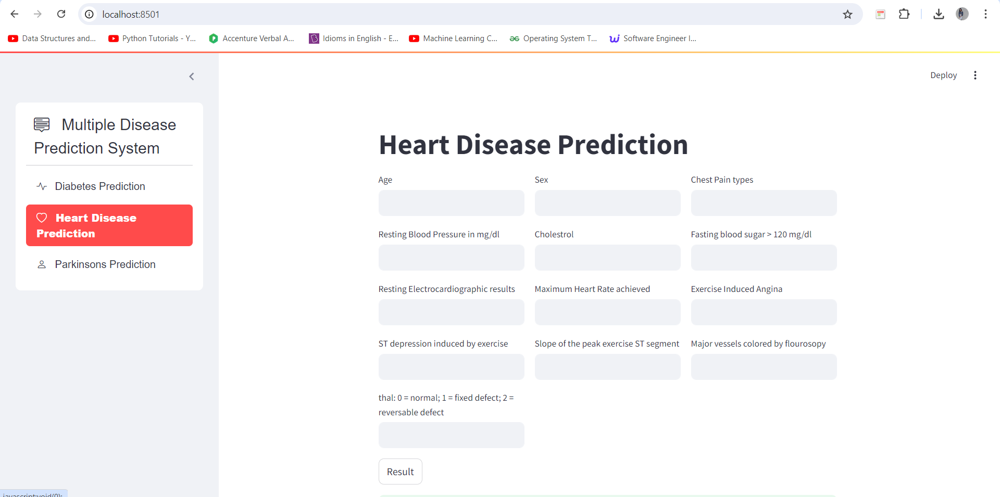 localhost:8501
Data Structures and...
Python Tutorials - Y...
Accenture Verbal A...
Idioms in English - E...
Machine Learning C...
Operating System T...
Software Engineer I...
Deploy
Multiple Disease
Prediction System
Diabetes Prediction
Heart Disease
Prediction
Parkinsons Prediction
Heart Disease Prediction
Age
Sex
Chest Pain types
Resting Blood Pressure in mg/dl
Cholestrol
Fasting blood sugar > 120 mg/dl
Resting Electrocardiographic results
Maximum Heart Rate achieved
Exercise Induced Angina
ST depression induced by exercise
Slope of the peak exercise ST segment
Major vessels colored by flourosopy
thal: 0 = normal; 1 = fixed defect; 2 =
reversable defect
Result
javascript:void(0);